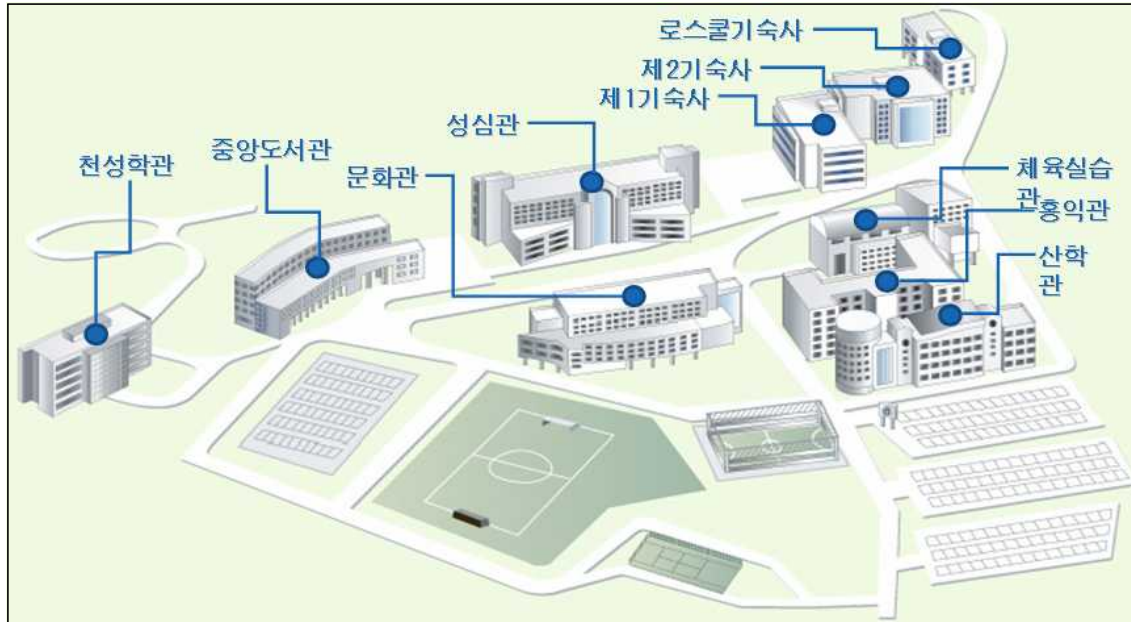 로스쿨기숙사
제2기숙사
제1기숙사
성심관
중앙도서관
천성학관
문화관
체육실습
관
홍익관
산학
관